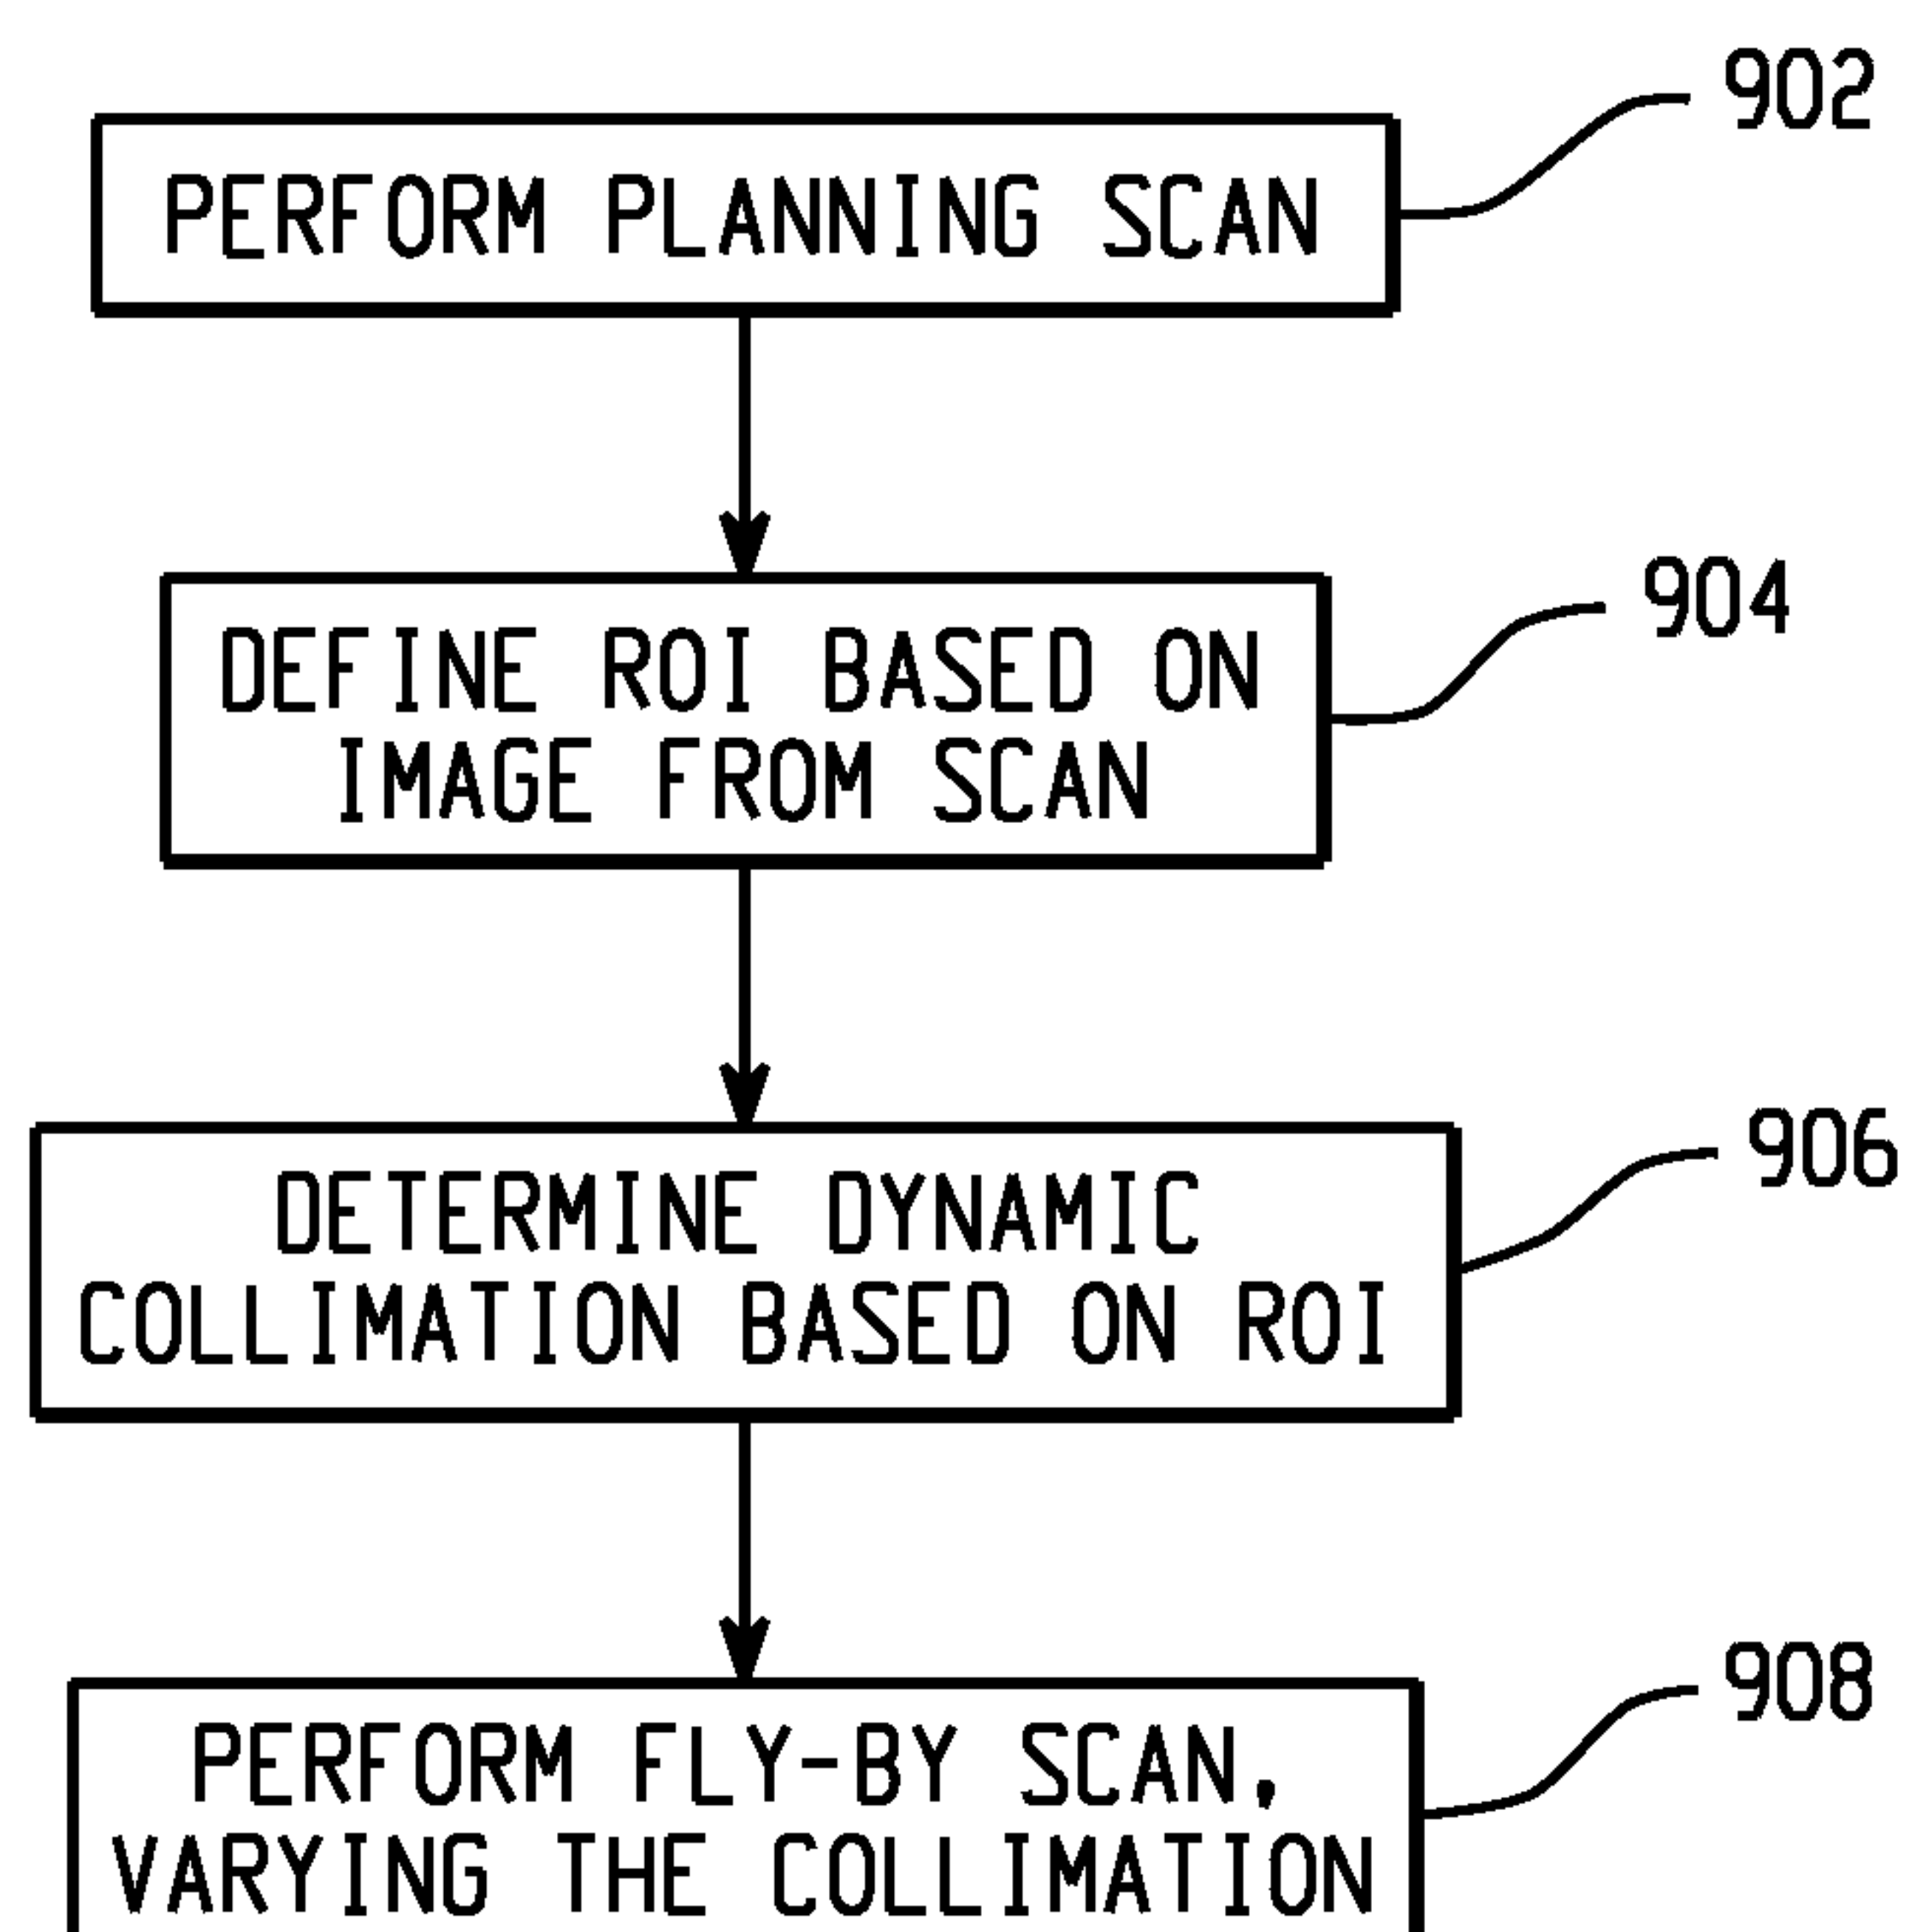 902
PERFORM PLANNING SCAN
904
DEFINE ROI BASED ON
IMAGE FROM SCAN
906
DETERMINE DYNAMIC
COLLIMATION BASED ON ROI
908
PERFORM FLY-BY SCAN,
VARYING THE COLLIMATION